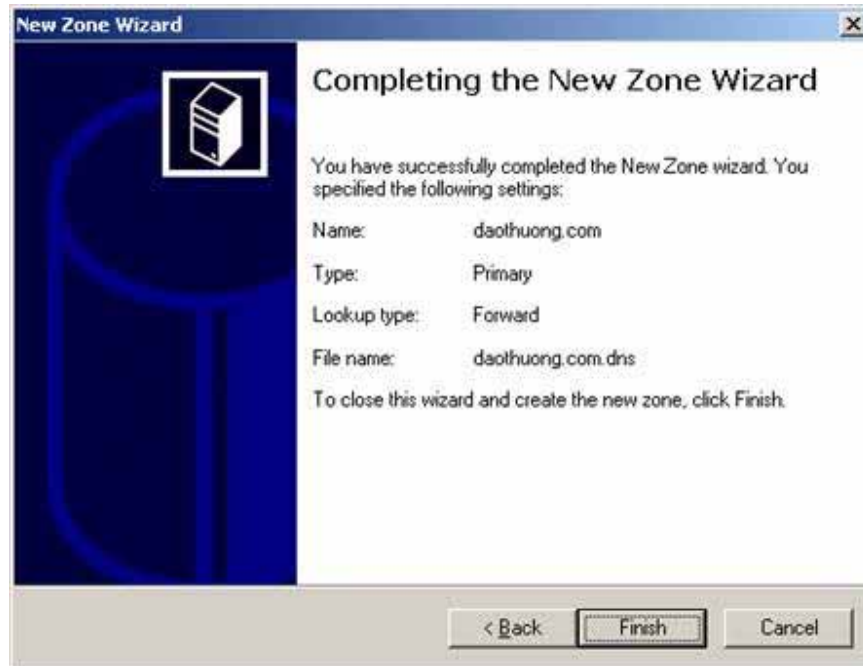 New Zone Wizard
Completing the New Zone Wizard
You have successfully completed the New Zone wizard. You
specified the following settings:
Name: daothuong.com
Type: Primary
Lookup type: Forward
File name: daothuong.com.dns
To close this wizard and create the new zone, click Finish.
< Back Finish Cancel